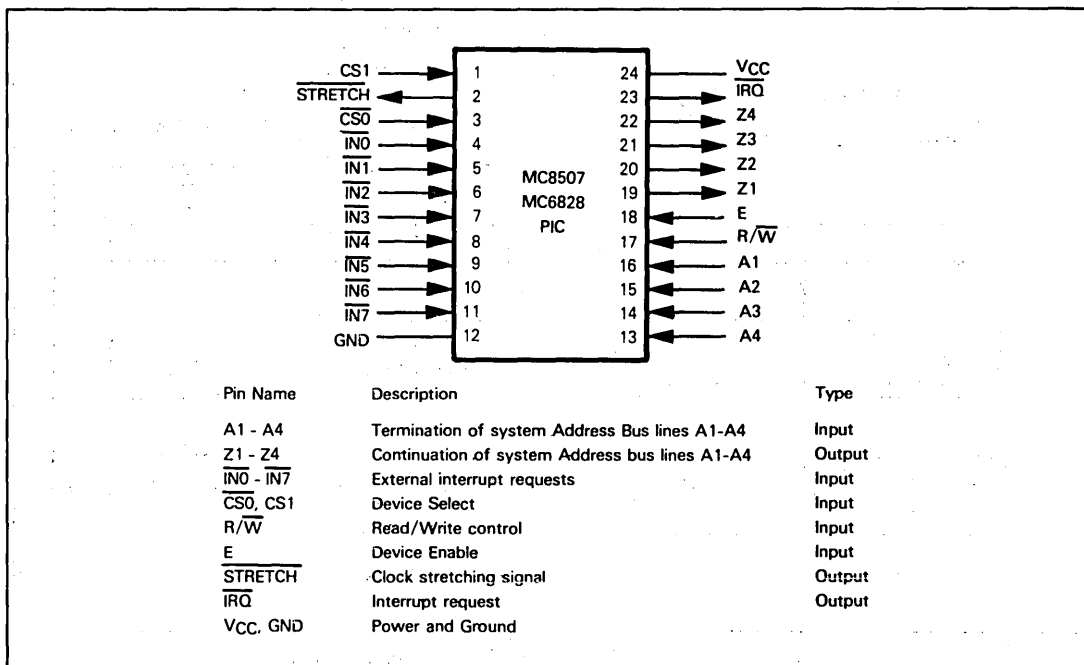 CS1 1 24 VCC
STRETCH 2 23 IRQ
CS0 3 22 Z4
IN0 4 21 Z3
IN1 5 20 Z2
IN2 6 MC8507 19 Z1
IN3 7 MC6828 18 E
IN4 8 PIC 17 R/W
IN5 9 16 A1
IN6 10 15 A2
IN7 11 14 A3
GND 12 13 A4
Pin Name Description Type
A1 - A4 Termination of system Address Bus lines A1-A4 Input
Z1 - Z4 Continuation of system Address bus lines A1-A4 Output
IN0 - IN7 External interrupt requests Input
CS0, CS1 Device Select Input
R/W Read/Write control Input
E Device Enable Input
STRETCH Clock stretching signal Output
IRQ Interrupt request Output
VCC, GND Power and Ground